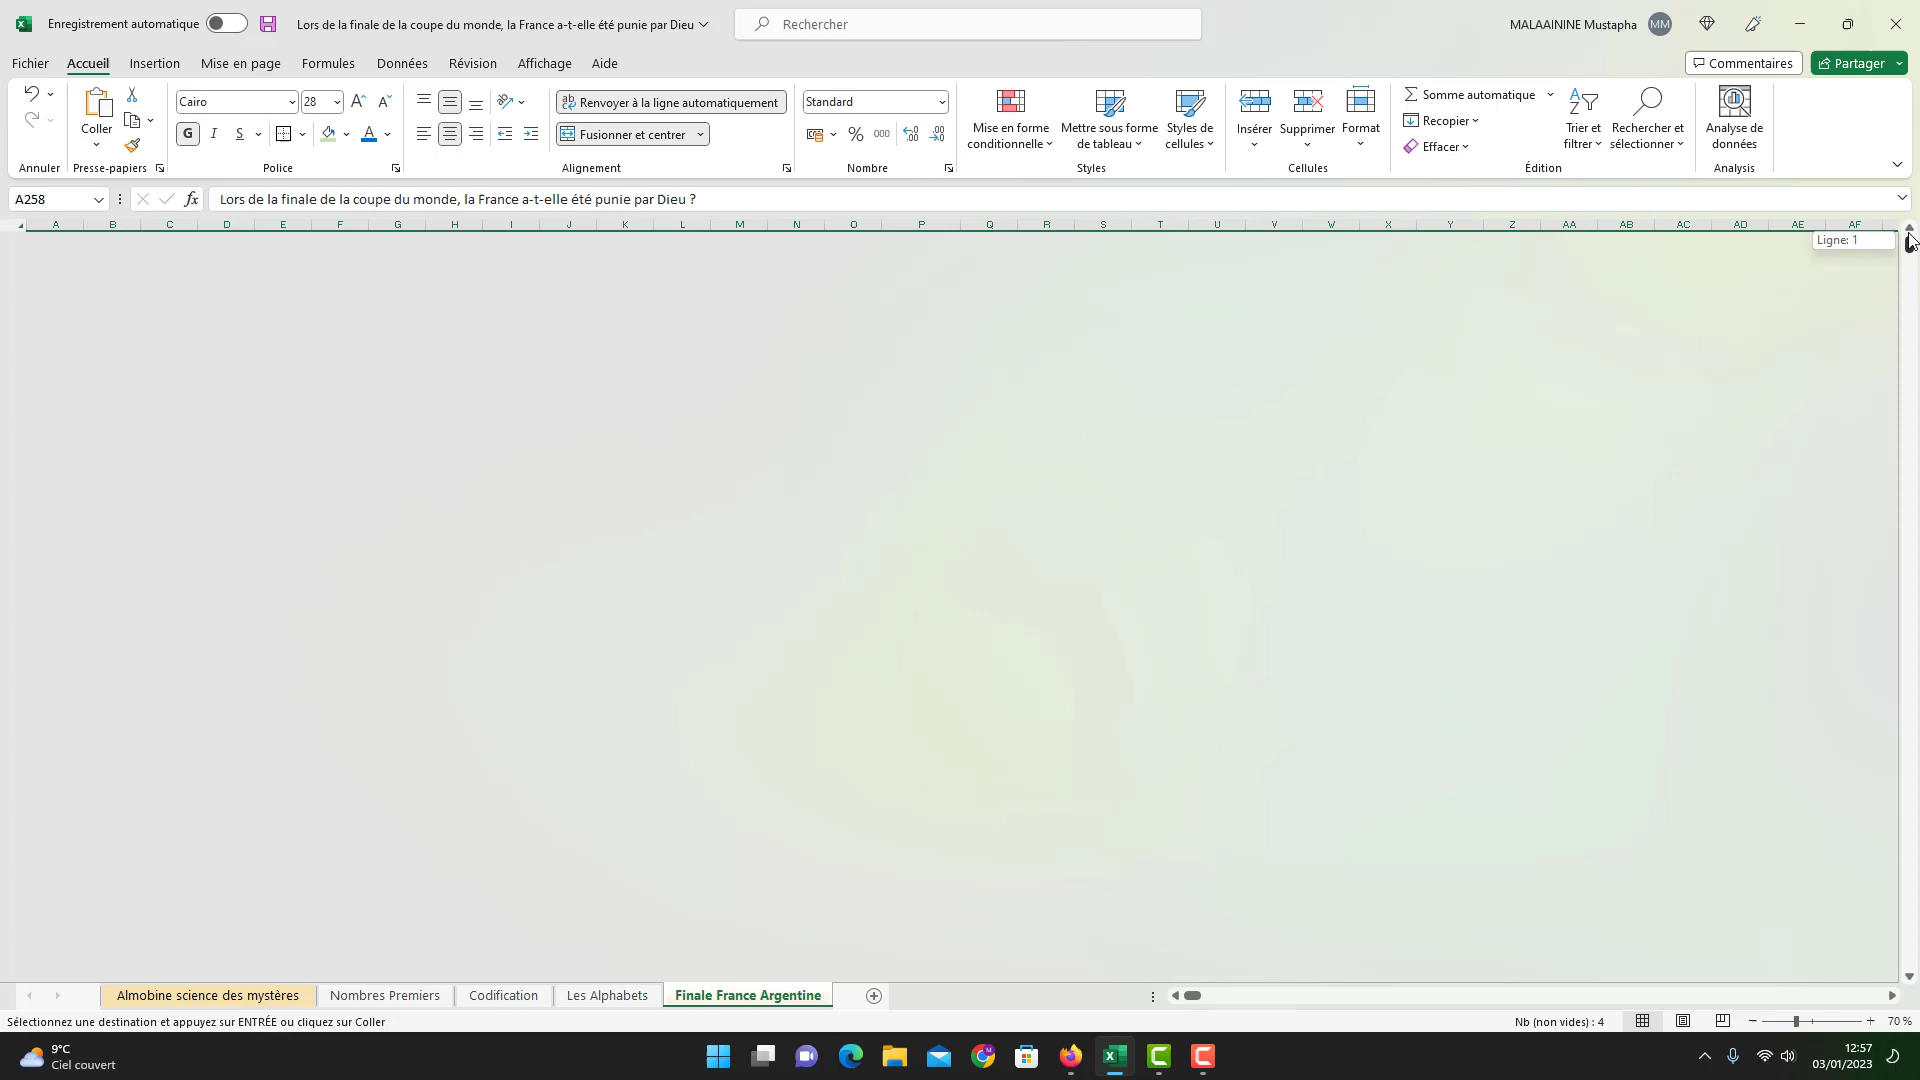 Enregistrement automatique
Lors de la finale de la coupe du monde, la France a-t-elle été punie par Dieu
Rechercher
MALAAININE Mustapha
MM
Fichier
Accueil
Insertion
Mise en page
Formules
Données
Révision
Affichage
Aide
Commentaires
Partager
Coller
Cairo
28
Renvoyer à la ligne automatiquement
Standard
G
I
S
A
Fusionner et centrer
%
000
Mise en forme
conditionnelle
Mettre sous forme
de tableau
Styles de
cellules
Insérer
Supprimer
Format
Somme automatique
Recopier
Effacer
Trier et
filtrer
Rechercher et
sélectionner
Analyse de
données
Annuler
Presse-papiers
Police
Alignement
Nombre
Styles
Cellules
Édition
Analysis
A258
fx
Lors de la finale de la coupe du monde, la France a-t-elle été punie par Dieu ?
A B C D E F G H I J K L M N O P Q R S T U V W X Y Z AA AB AC AD AE AF
Ligne: 1
Almobine science des mystères
Nombres Premiers
Codification
Les Alphabets
Finale France Argentine
Sélectionnez une destination et appuyez sur ENTRÉE ou cliquez sur Coller
Nb (non vides) : 4
70 %
9°C
Ciel couvert
12:57
03/01/2023